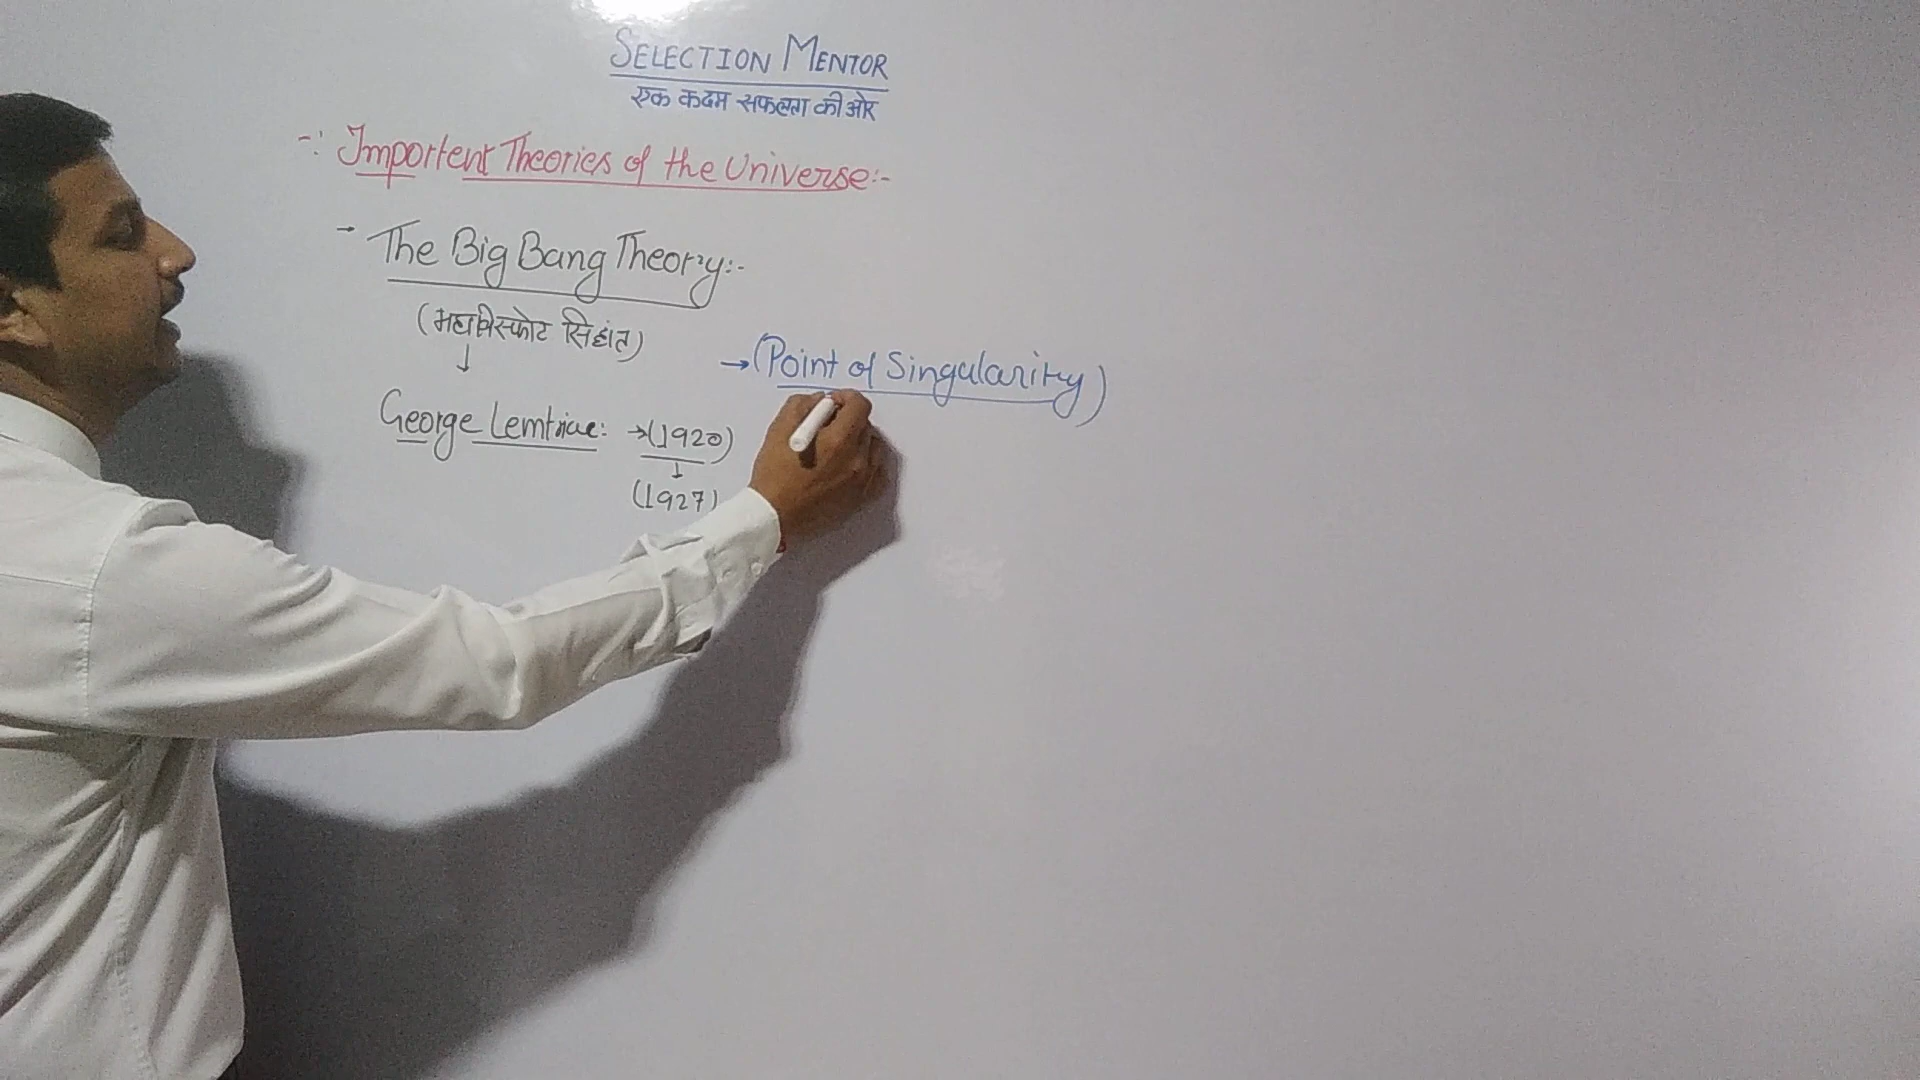 SELECTION MENTOR
एक कदम सफलता की ओर
-: Importent Theories of the Universe:-
→ The Big Bang Theory:-
(महाविस्फोट सिद्धांत)
↓
→ (Point of Singularity)
George Lemtriae: → (1920)
↓
(1927)